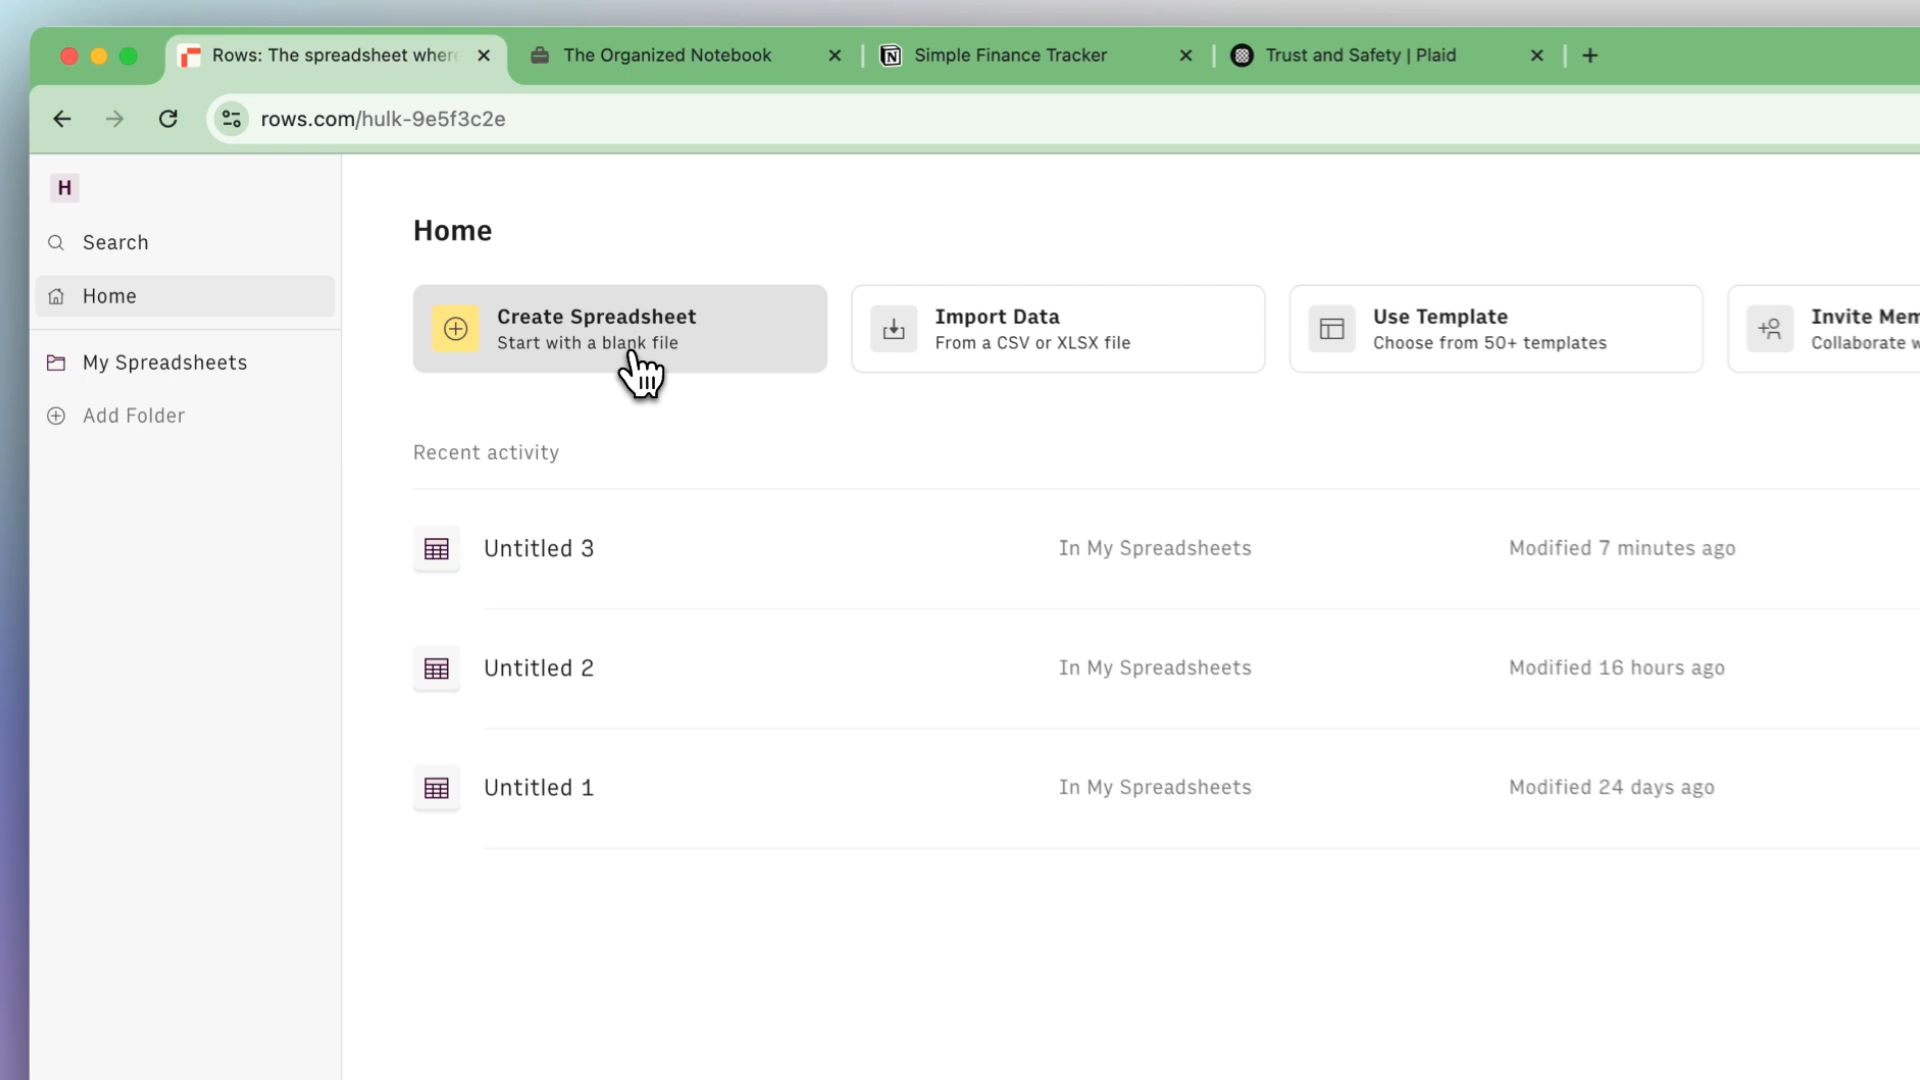 Rows: The spreadsheet wher
The Organized Notebook
Simple Finance Tracker
Trust and Safety | Plaid
rows.com/hulk-9e5f3c2e
H
Search
Home
My Spreadsheets
Add Folder
Home
Create Spreadsheet
Start with a blank file
Import Data
From a CSV or XLSX file
Use Template
Choose from 50+ templates
Invite Mem
Collaborate w
Recent activity
Untitled 3 In My Spreadsheets Modified 7 minutes ago
Untitled 2 In My Spreadsheets Modified 16 hours ago
Untitled 1 In My Spreadsheets Modified 24 days ago